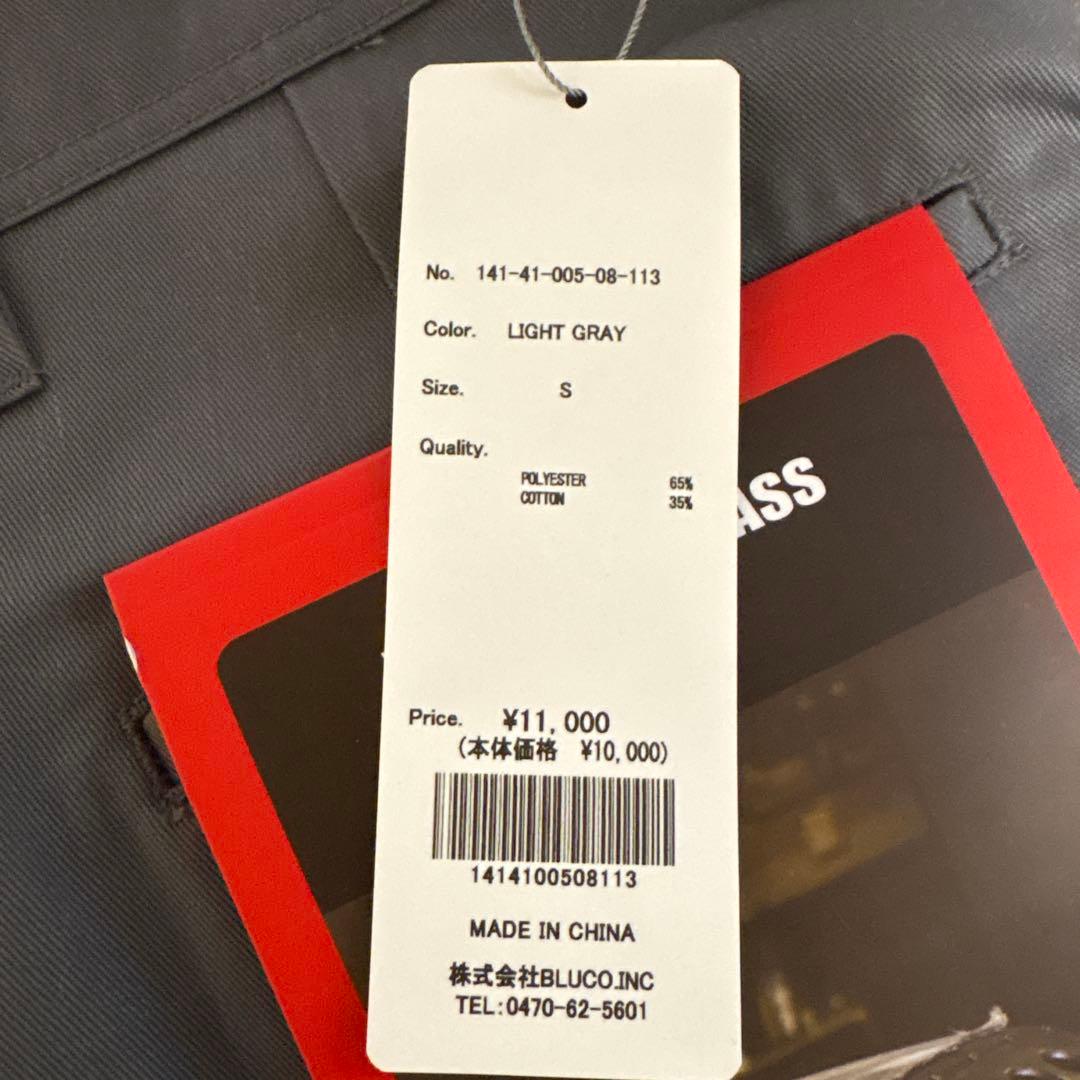 No. 141-41-005-08-113
Color. LIGHT GRAY
Size. S
Quality.
POLYESTER 65%
COTTON 35%
ASS
Price. ¥11,000
(本体価格 ¥10,000)
1414100508113
MADE IN CHINA
株式会社BLUCO.INC
TEL:0470-62-5601